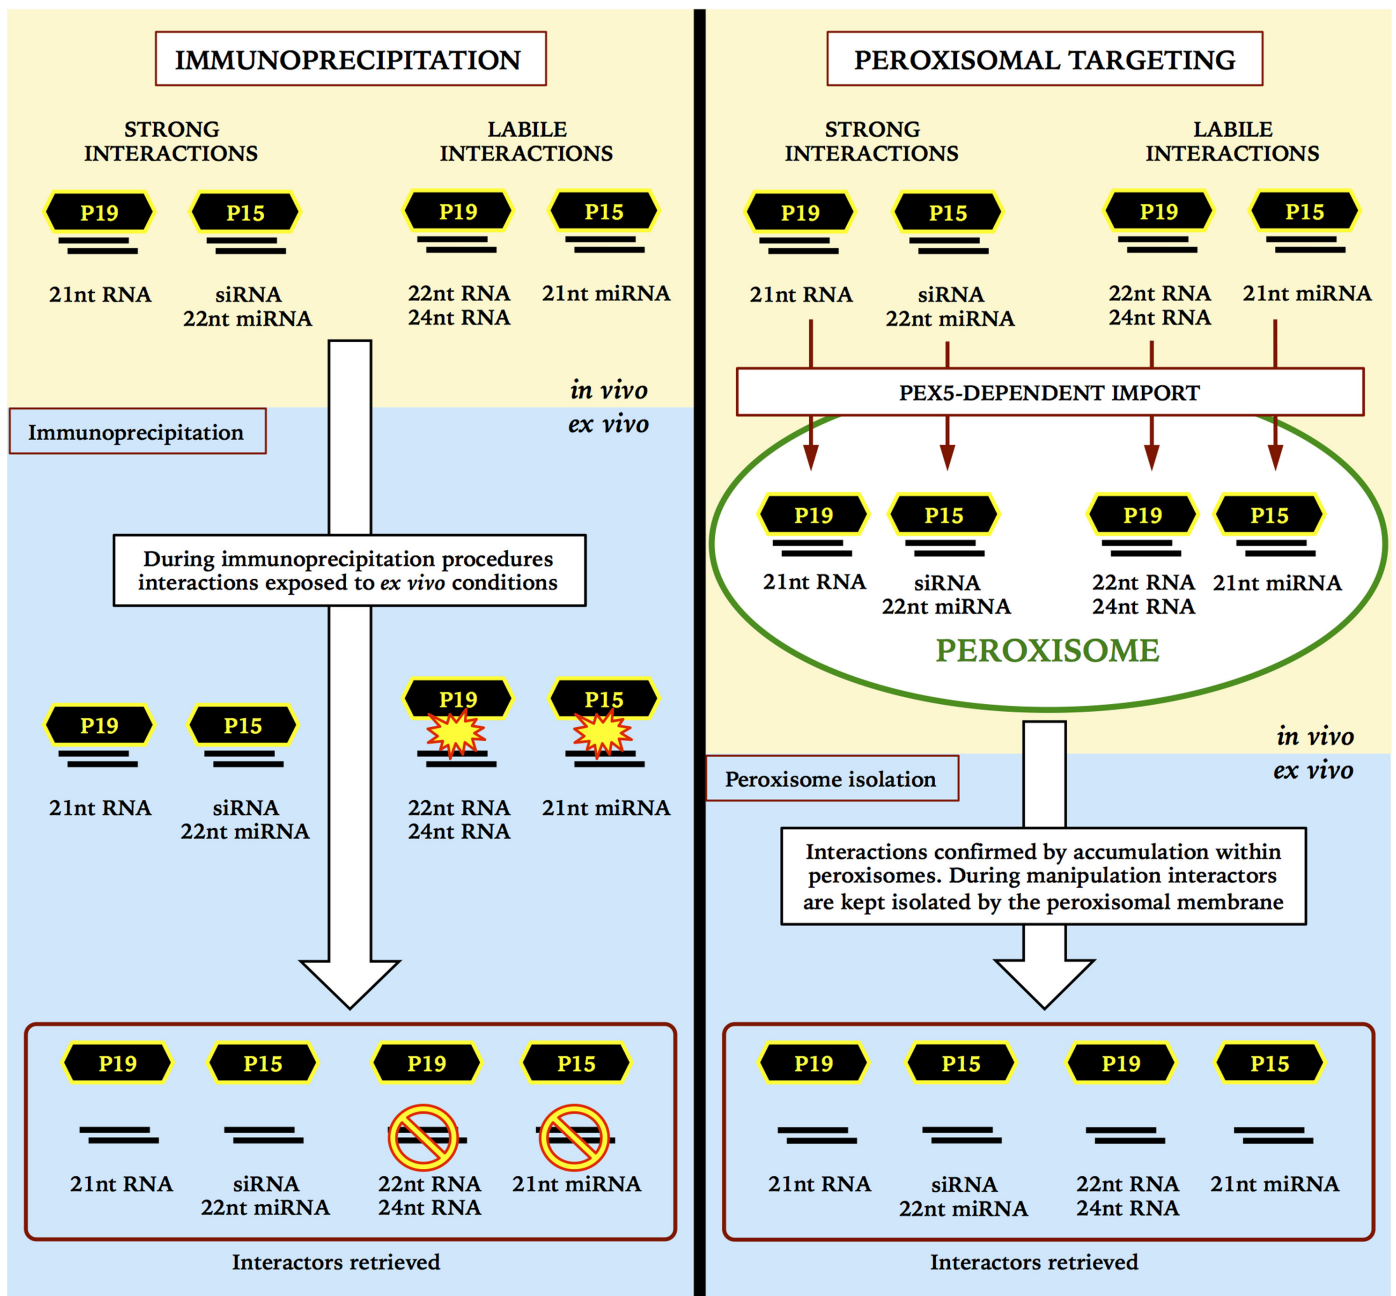 IMMUNOPRECIPITATION
STRONG
INTERACTIONS
LABILE
INTERACTIONS
P19
P15
P19
P15
21nt RNA
siRNA
22nt miRNA
22nt RNA
24nt RNA
21nt miRNA
in vivo
ex vivo
Immunoprecipitation
During immunoprecipitation procedures
interactions exposed to ex vivo conditions
P19
P15
P19
P15
21nt RNA
siRNA
22nt miRNA
22nt RNA
24nt RNA
21nt miRNA
P19
P15
P19
P15
21nt RNA
siRNA
22nt miRNA
22nt RNA
24nt RNA
21nt miRNA
Interactors retrieved
PEROXISOMAL TARGETING
STRONG
INTERACTIONS
LABILE
INTERACTIONS
P19
P15
P19
P15
21nt RNA
siRNA
22nt miRNA
22nt RNA
24nt RNA
21nt miRNA
PEX5-DEPENDENT IMPORT
P19
P15
P19
P15
21nt RNA
siRNA
22nt miRNA
22nt RNA
24nt RNA
21nt miRNA
PEROXISOME
in vivo
ex vivo
Peroxisome isolation
Interactions confirmed by accumulation within
peroxisomes. During manipulation interactors
are kept isolated by the peroxisomal membrane
P19
P15
P19
P15
21nt RNA
siRNA
22nt miRNA
22nt RNA
24nt RNA
21nt miRNA
Interactors retrieved